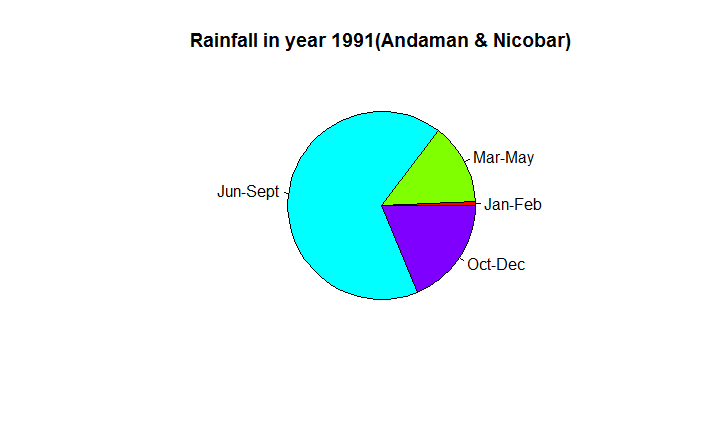 Rainfall in year 1991(Andaman & Nicobar)
Mar-May
Jun-Sept
Jan-Feb
Oct-Dec